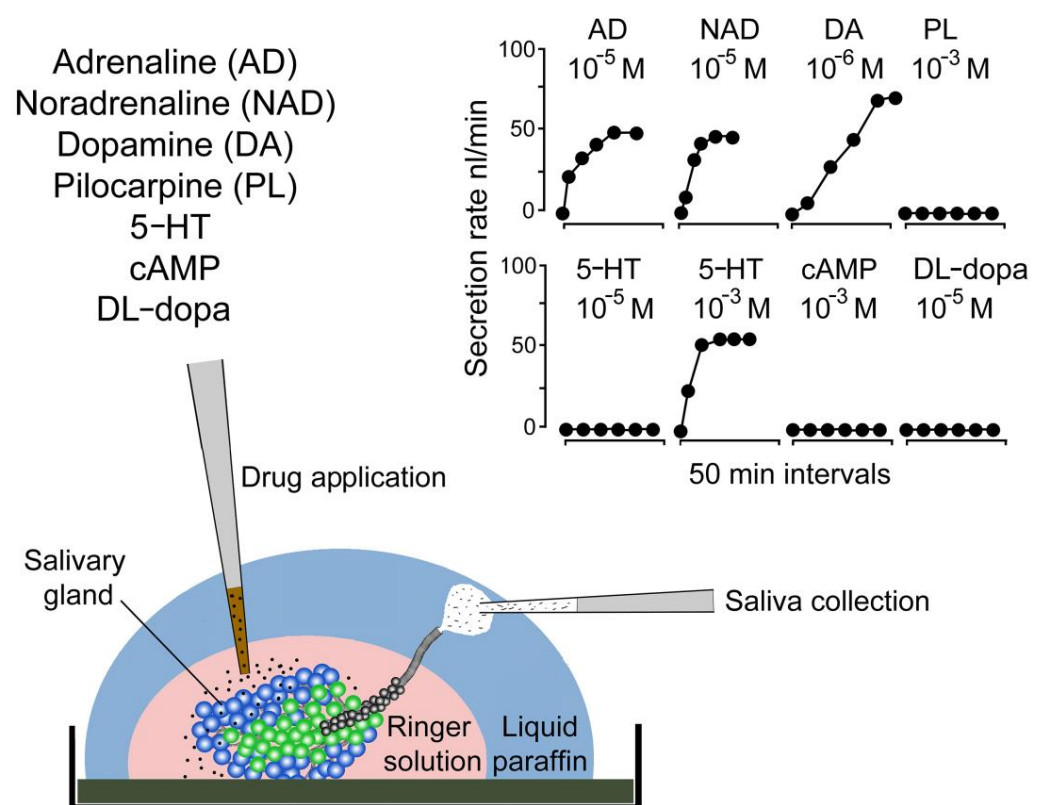 Adrenaline (AD)
Noradrenaline (NAD)
Dopamine (DA)
Pilocarpine (PL)
5-HT
cAMP
DL-dopa
AD NAD DA PL
10⁻⁵ M 10⁻⁵ M 10⁻⁶ M 10⁻³ M
100
50
0
Secretion rate nl/min
5-HT 5-HT cAMP DL-dopa
10⁻⁵ M 10⁻³ M 10⁻³ M 10⁻⁵ M
100
50
0
50 min intervals
Drug application
Salivary
gland
Saliva collection
Ringer
solution
Liquid
paraffin